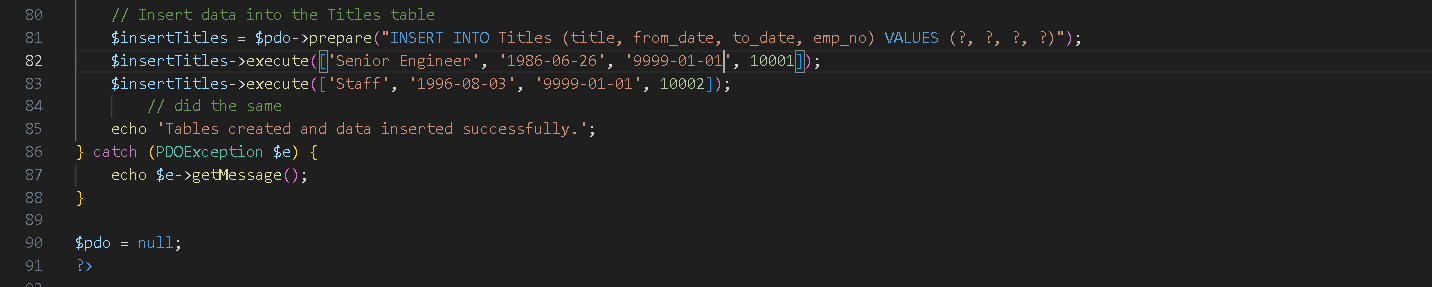 80 // Insert data into the Titles table
81 $insertTitles = $pdo->prepare("INSERT INTO Titles (title, from_date, to_date, emp_no) VALUES (?, ?, ?, ?)");
82 $insertTitles->execute(['Senior Engineer', '1986-06-26', '9999-01-01', 10001]);
83 $insertTitles->execute(['Staff', '1996-08-03', '9999-01-01', 10002]);
84 // did the same
85 echo 'Tables created and data inserted successfully.';
86 } catch (PDOException $e) {
87 echo $e->getMessage();
88 }
89
90 $pdo = null;
91 ?>